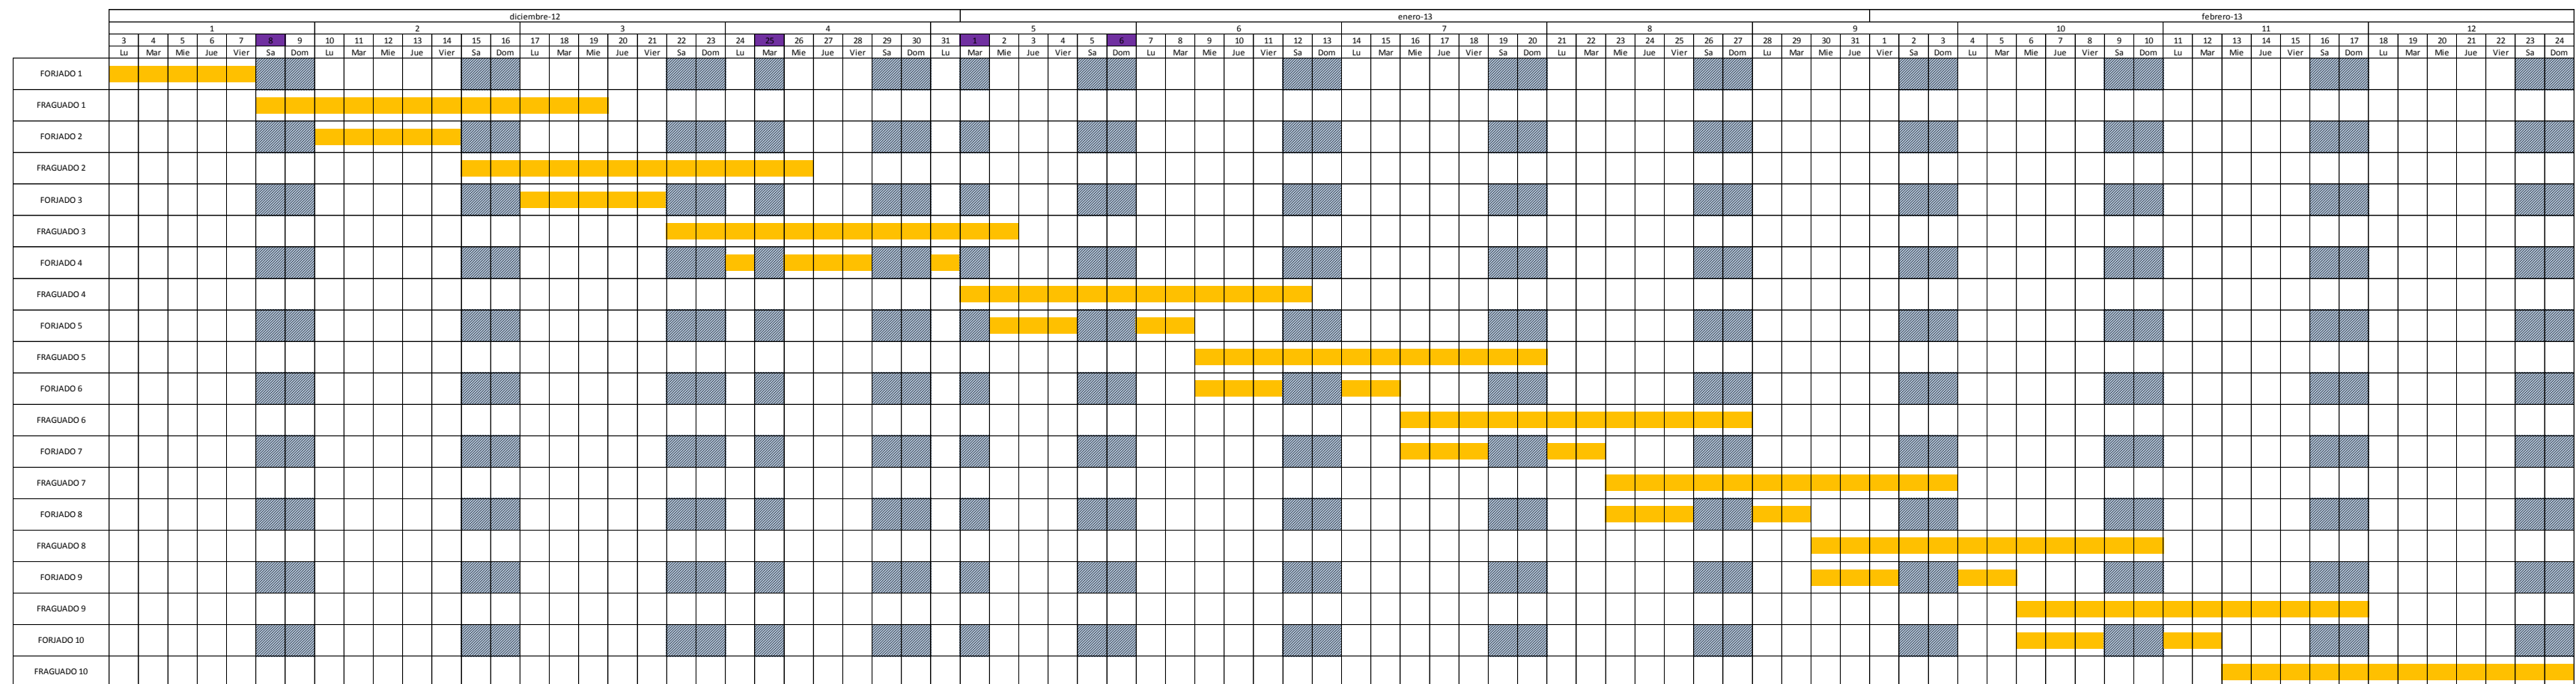 diciembre-12 enero-13 febrero-13
1 2 3 4 5 6 7 8 9 10 11 12
3 4 5 6 7 8 9 10 11 12 13 14 15 16 17 18 19 20 21 22 23 24 25 26 27 28 29 30 31 1 2 3 4 5 6 7 8 9 10 11 12 13 14 15 16 17 18 19 20 21 22 23 24 25 26 27 28 29 30 31 1 2 3 4 5 6 7 8 9 10 11 12 13 14 15 16 17 18 19 20 21 22 23 24
Lu Mar Mie Jue Vier Sa Dom Lu Mar Mie Jue Vier Sa Dom Lu Mar Mie Jue Vier Sa Dom Lu Mar Mie Jue Vier Sa Dom Lu Mar Mie Jue Vier Sa Dom Lu Mar Mie Jue Vier Sa Dom Lu Mar Mie Jue Vier Sa Dom Lu Mar Mie Jue Vier Sa Dom Lu Mar Mie Jue Vier Sa Dom Lu Mar Mie Jue Vier Sa Dom Lu Mar Mie Jue Vier Sa Dom Lu Mar Mie Jue Vier Sa Dom
FORJADO 1
FRAGUADO 1
FORJADO 2
FRAGUADO 2
FORJADO 3
FRAGUADO 3
FORJADO 4
FRAGUADO 4
FORJADO 5
FRAGUADO 5
FORJADO 6
FRAGUADO 6
FORJADO 7
FRAGUADO 7
FORJADO 8
FRAGUADO 8
FORJADO 9
FRAGUADO 9
FORJADO 10
FRAGUADO 10